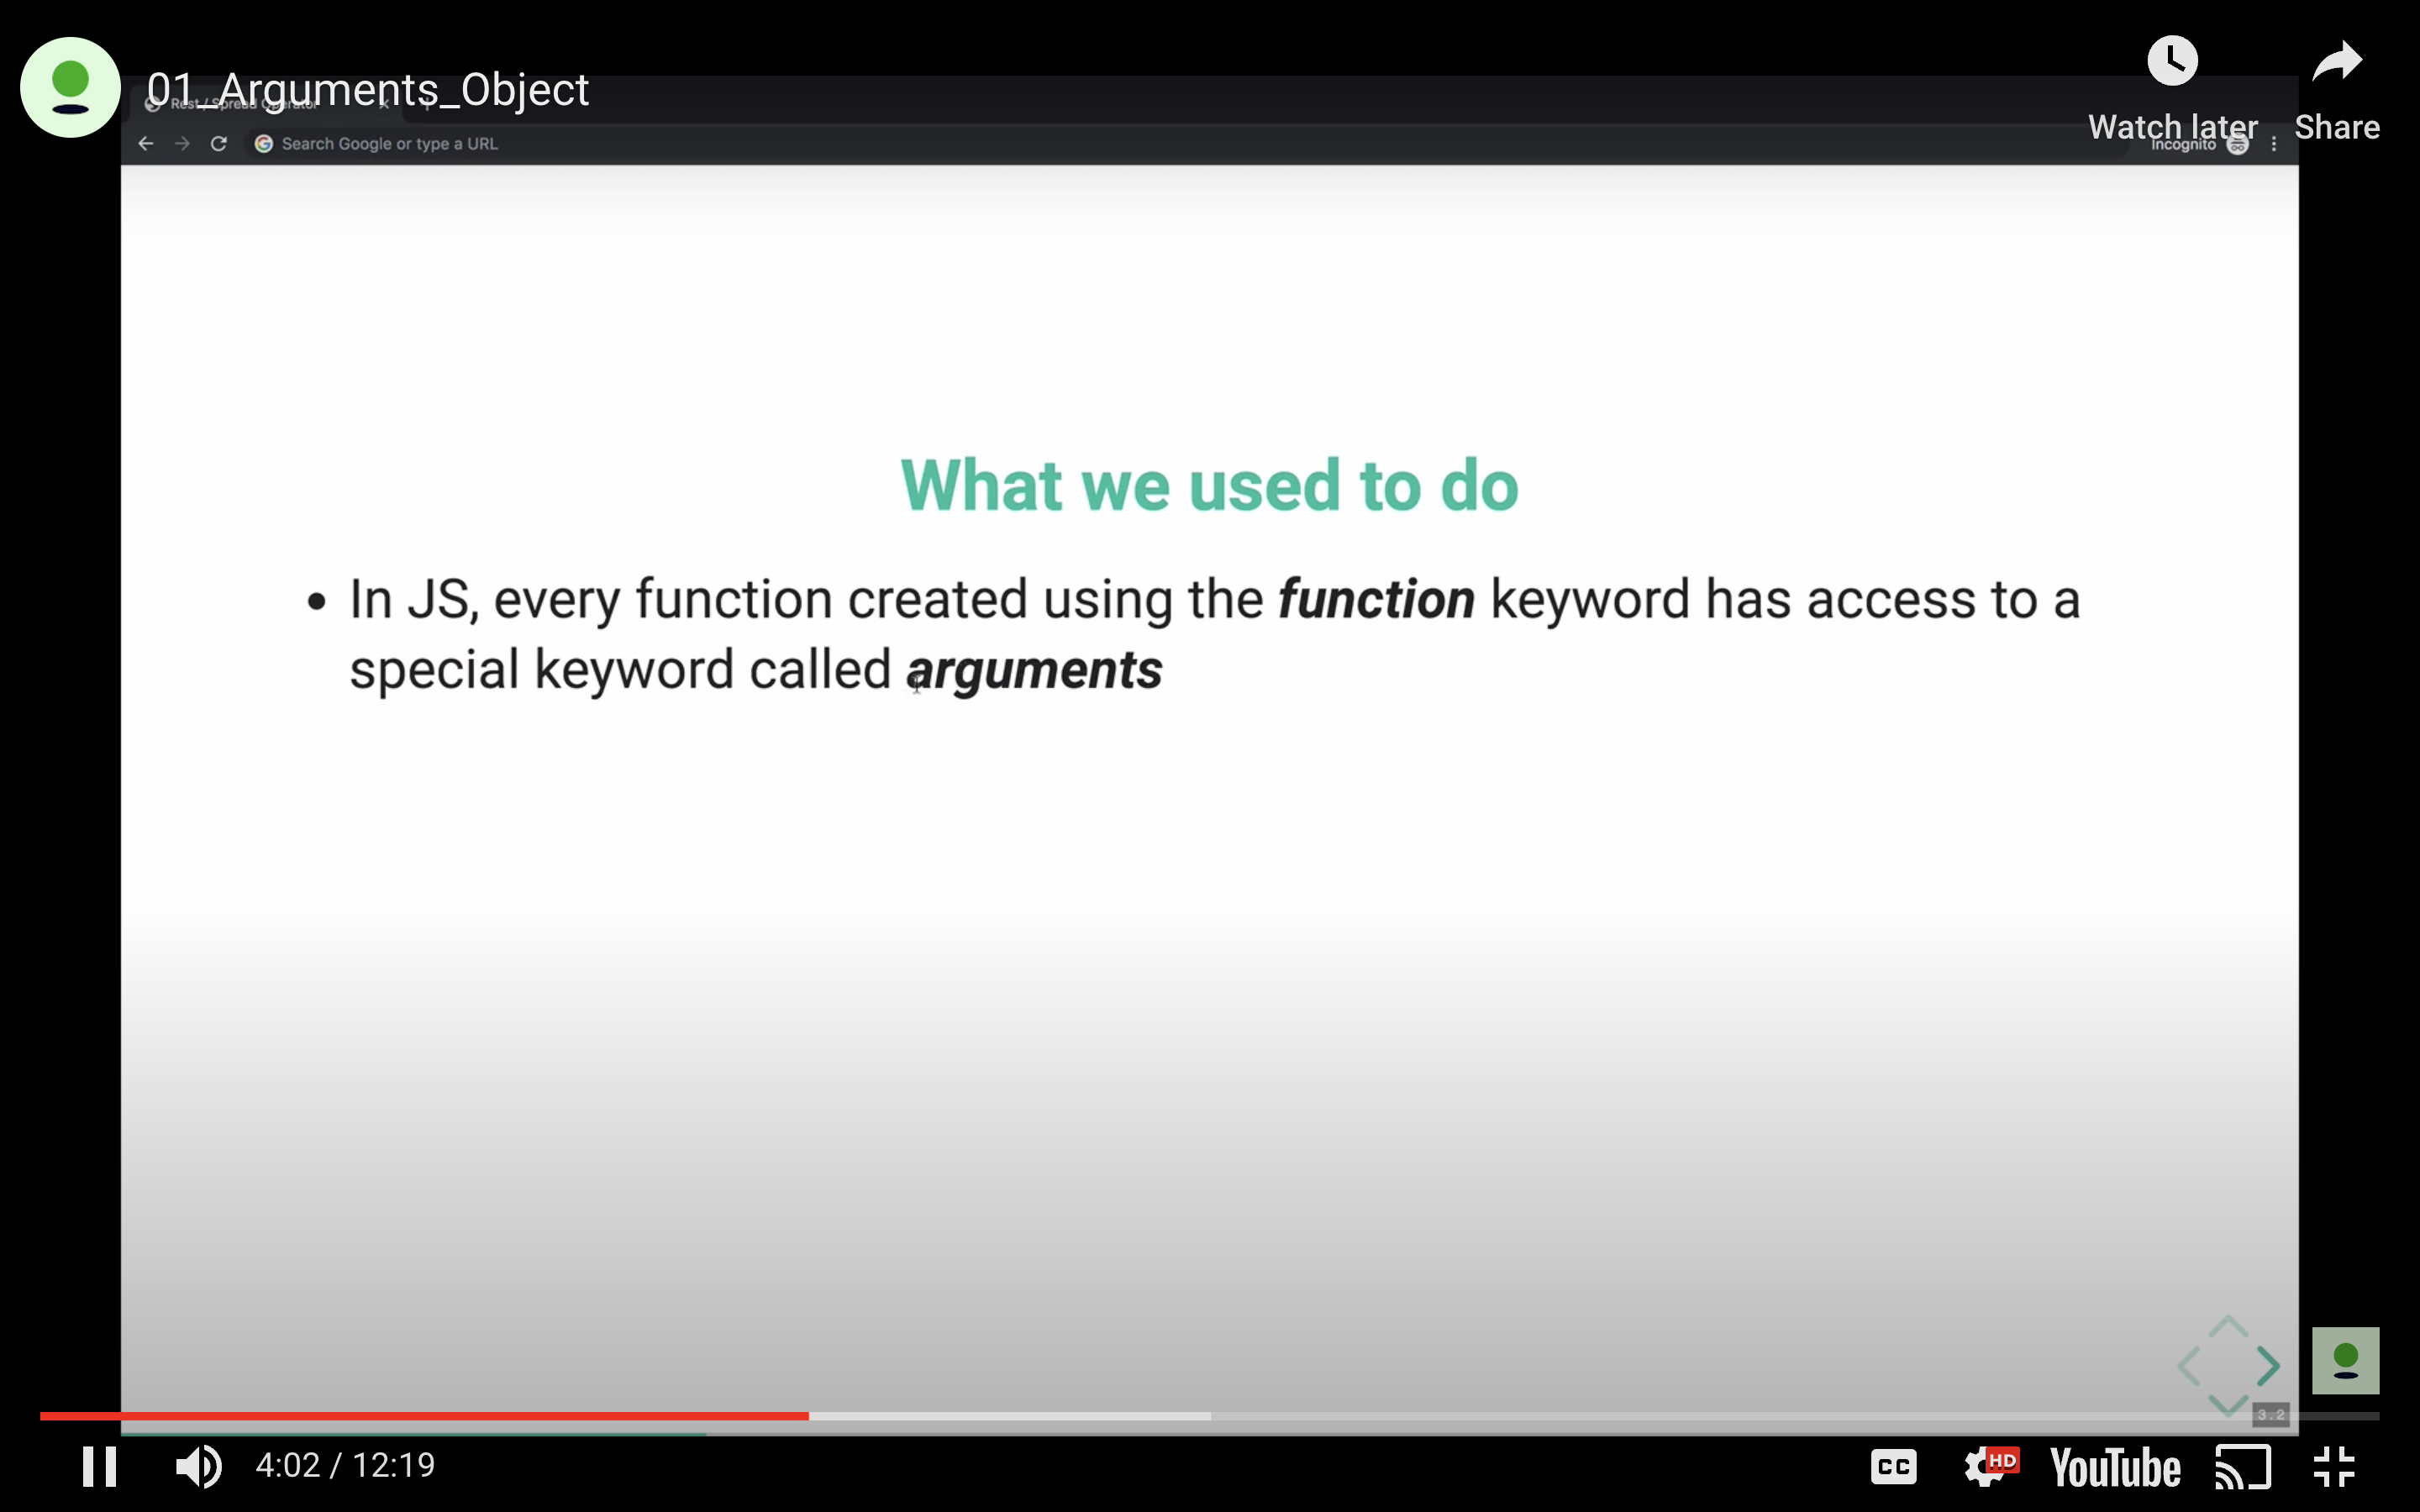 01_Arguments_Object
Watch later
Share
Rest / Spread Operator
Search Google or type a URL
Incognito
What we used to do
• In JS, every function created using the function keyword has access to a
special keyword called arguments
3.2
4:02 / 12:19
CC
HD
YouTube